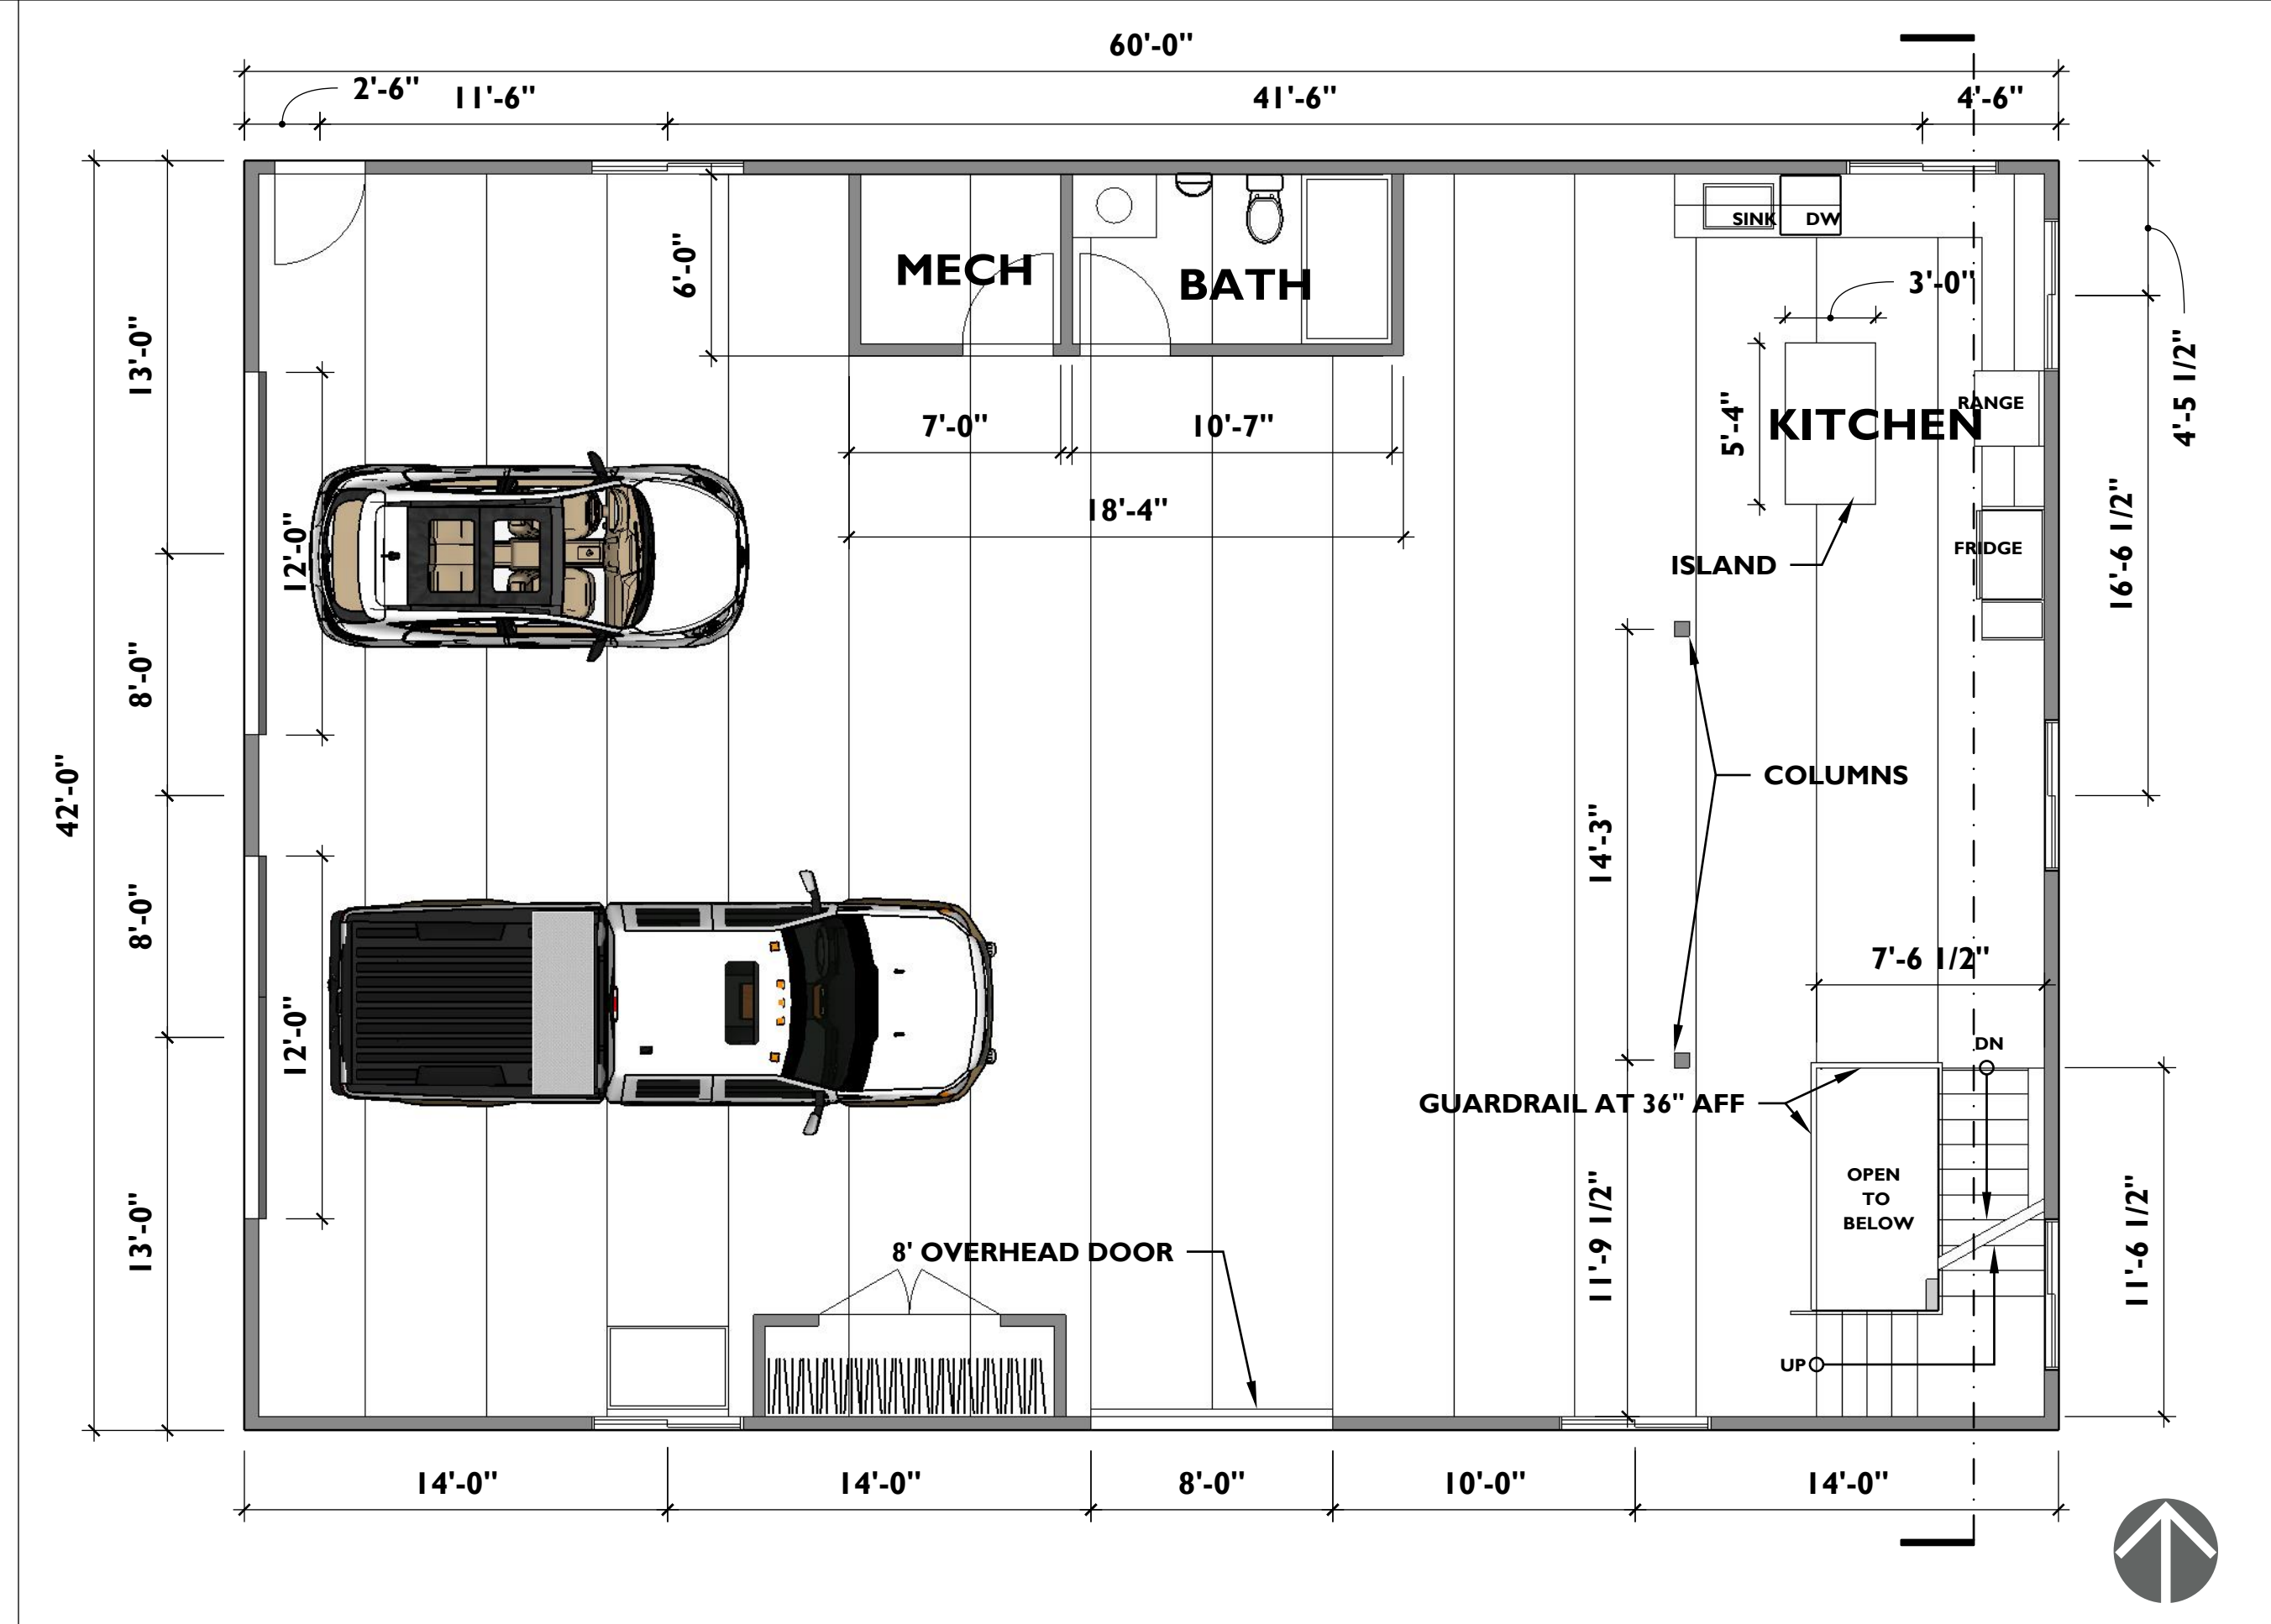 60'-0"
2'-6"
11'-6"
41'-6"
4'-6"
SINK
DW
6'-0"
MECH
BATH
3'-0"
13'-0"
4'-5 1/2"
RANGE
5'-4"
KITCHEN
7'-0"
10'-7"
18'-4"
12'-0"
16'-6 1/2"
FRIDGE
ISLAND
8'-0"
COLUMNS
42'-0"
14'-3"
8'-0"
7'-6 1/2"
12'-0"
DN
GUARDRAIL AT 36" AFF
OPEN
TO
BELOW
13'-0"
11'-9 1/2"
11'-6 1/2"
8' OVERHEAD DOOR
UP
14'-0"
14'-0"
8'-0"
10'-0"
14'-0"